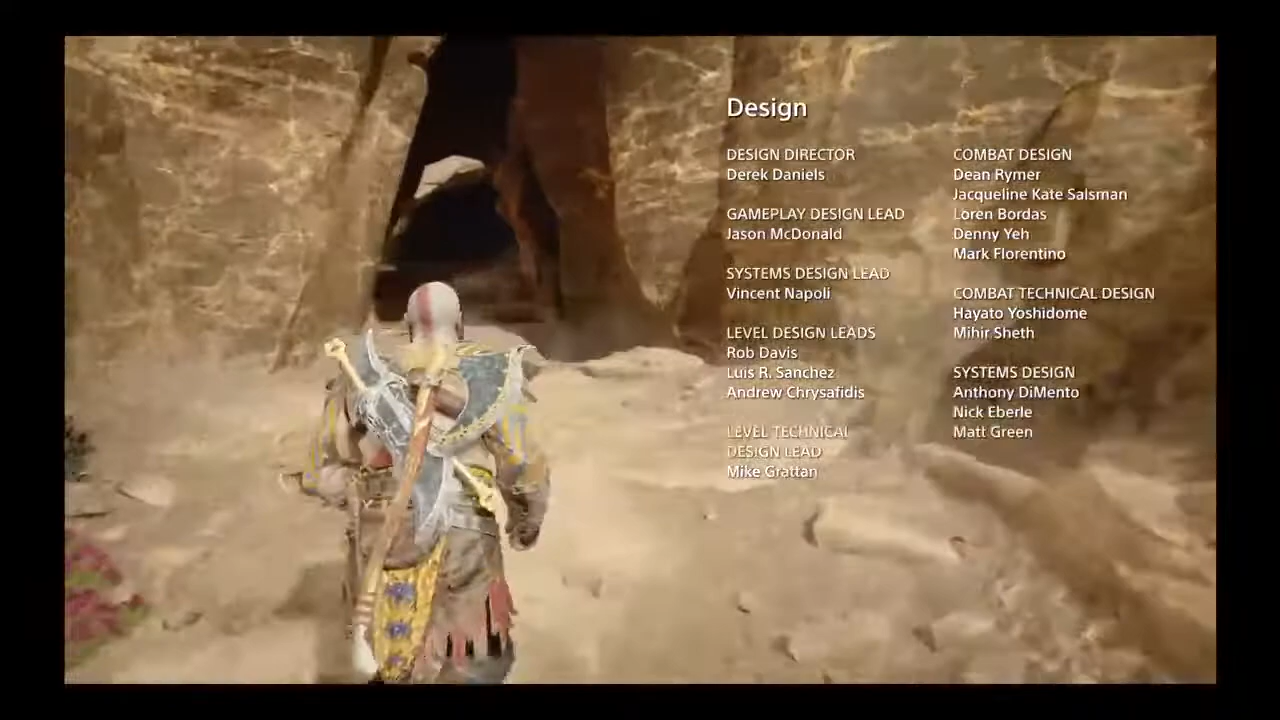 Design
DESIGN DIRECTOR
Derek Daniels
GAMEPLAY DESIGN LEAD
Jason McDonald
SYSTEMS DESIGN LEAD
Vincent Napoli
LEVEL DESIGN LEADS
Rob Davis
Luis R. Sanchez
Andrew Chrysafidis
LEVEL TECHNICAL
DESIGN LEAD
Mike Grattan
COMBAT DESIGN
Dean Rymer
Jacqueline Kate Salsman
Loren Bordas
Denny Yeh
Mark Florentino
COMBAT TECHNICAL DESIGN
Hayato Yoshidome
Mihir Sheth
SYSTEMS DESIGN
Anthony DiMento
Nick Eberle
Matt Green